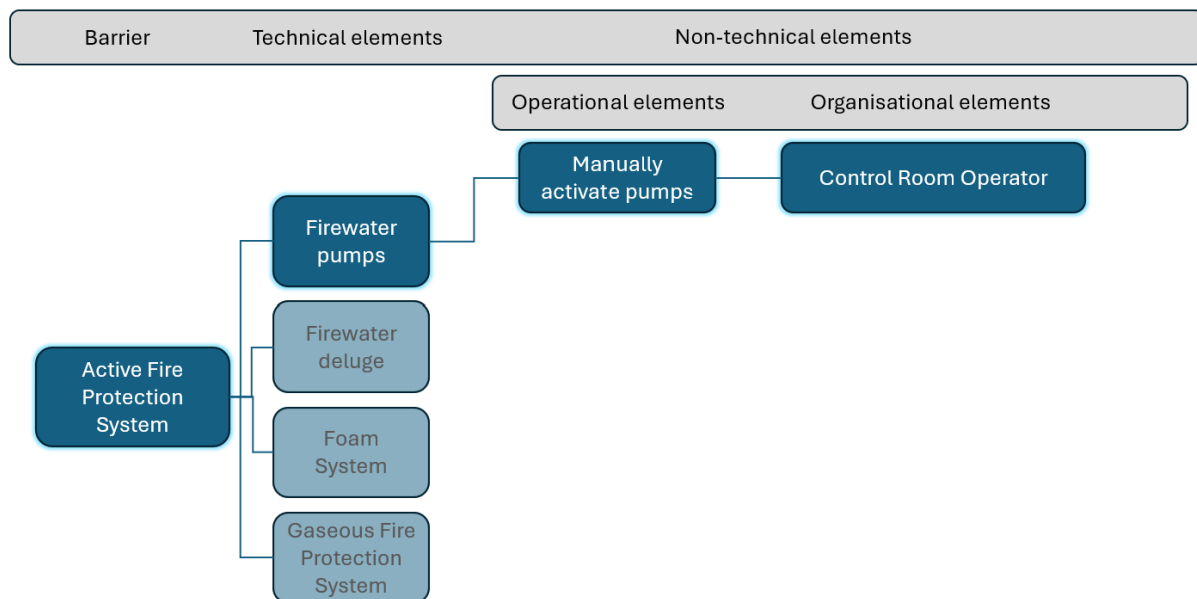 Barrier
Technical elements
Non-technical elements
Operational elements
Organisational elements
Manually
activate pumps
Control Room Operator
Firewater
pumps
Firewater
deluge
Active Fire
Protection
System
Foam
System
Gaseous Fire
Protection
System